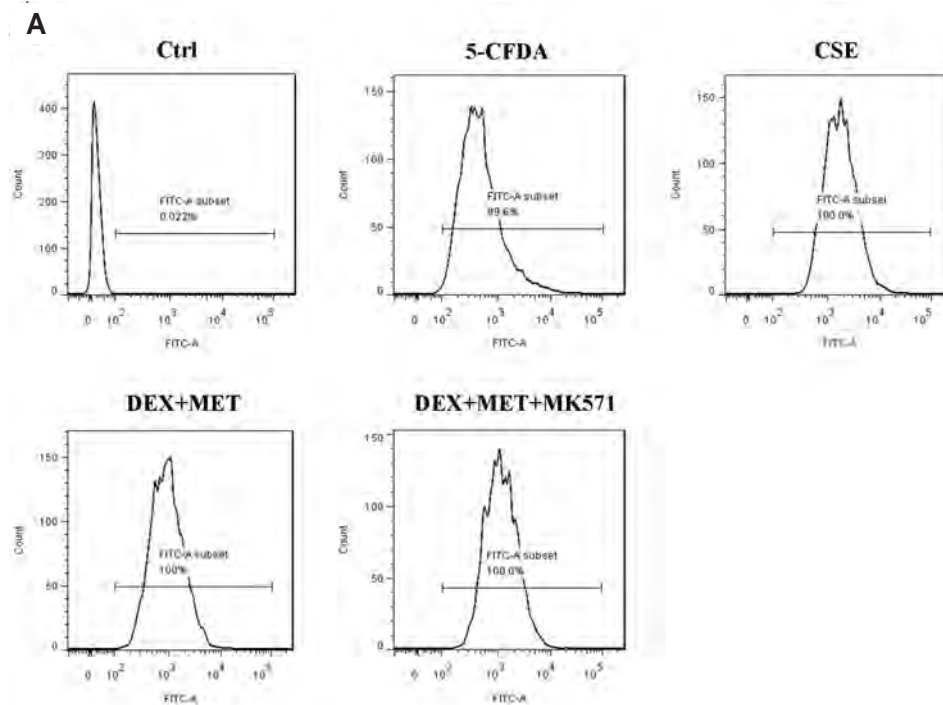 A
Ctrl
400
300
200
100
0
Count
FITC-A subset
0.022%
0 10^2 10^3 10^4 10^5
FITC-A
5-CFDA
150
100
50
0
Count
FITC-A subset
99.6%
0 10^2 10^3 10^4 10^5
FITC-A
CSE
150
100
50
0
Count
FITC-A subset
100.0%
0 10^2 10^3 10^4 10^5
FITC-A
DEX+MET
150
100
50
0
Count
FITC-A subset
100%
0 10^2 10^3 10^4 10^5
FITC-A
DEX+MET+MK571
150
100
50
0
Count
FITC-A subset
100.0%
0 10^2 10^3 10^4 10^5
FITC-A